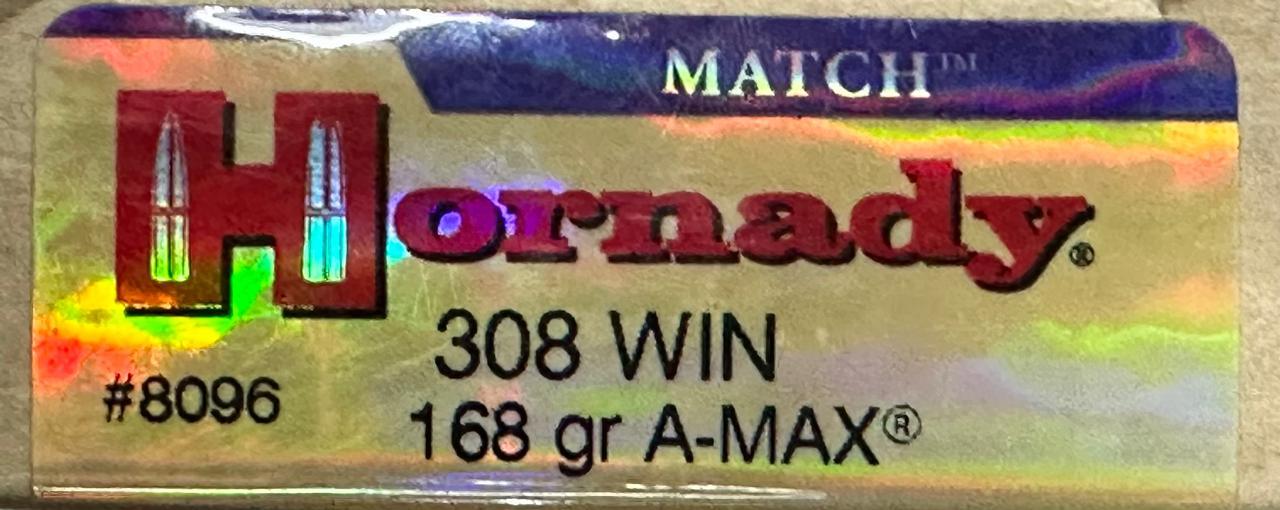 MATCH™
Hornady®
308 WIN
#8096
168 gr A-MAX®